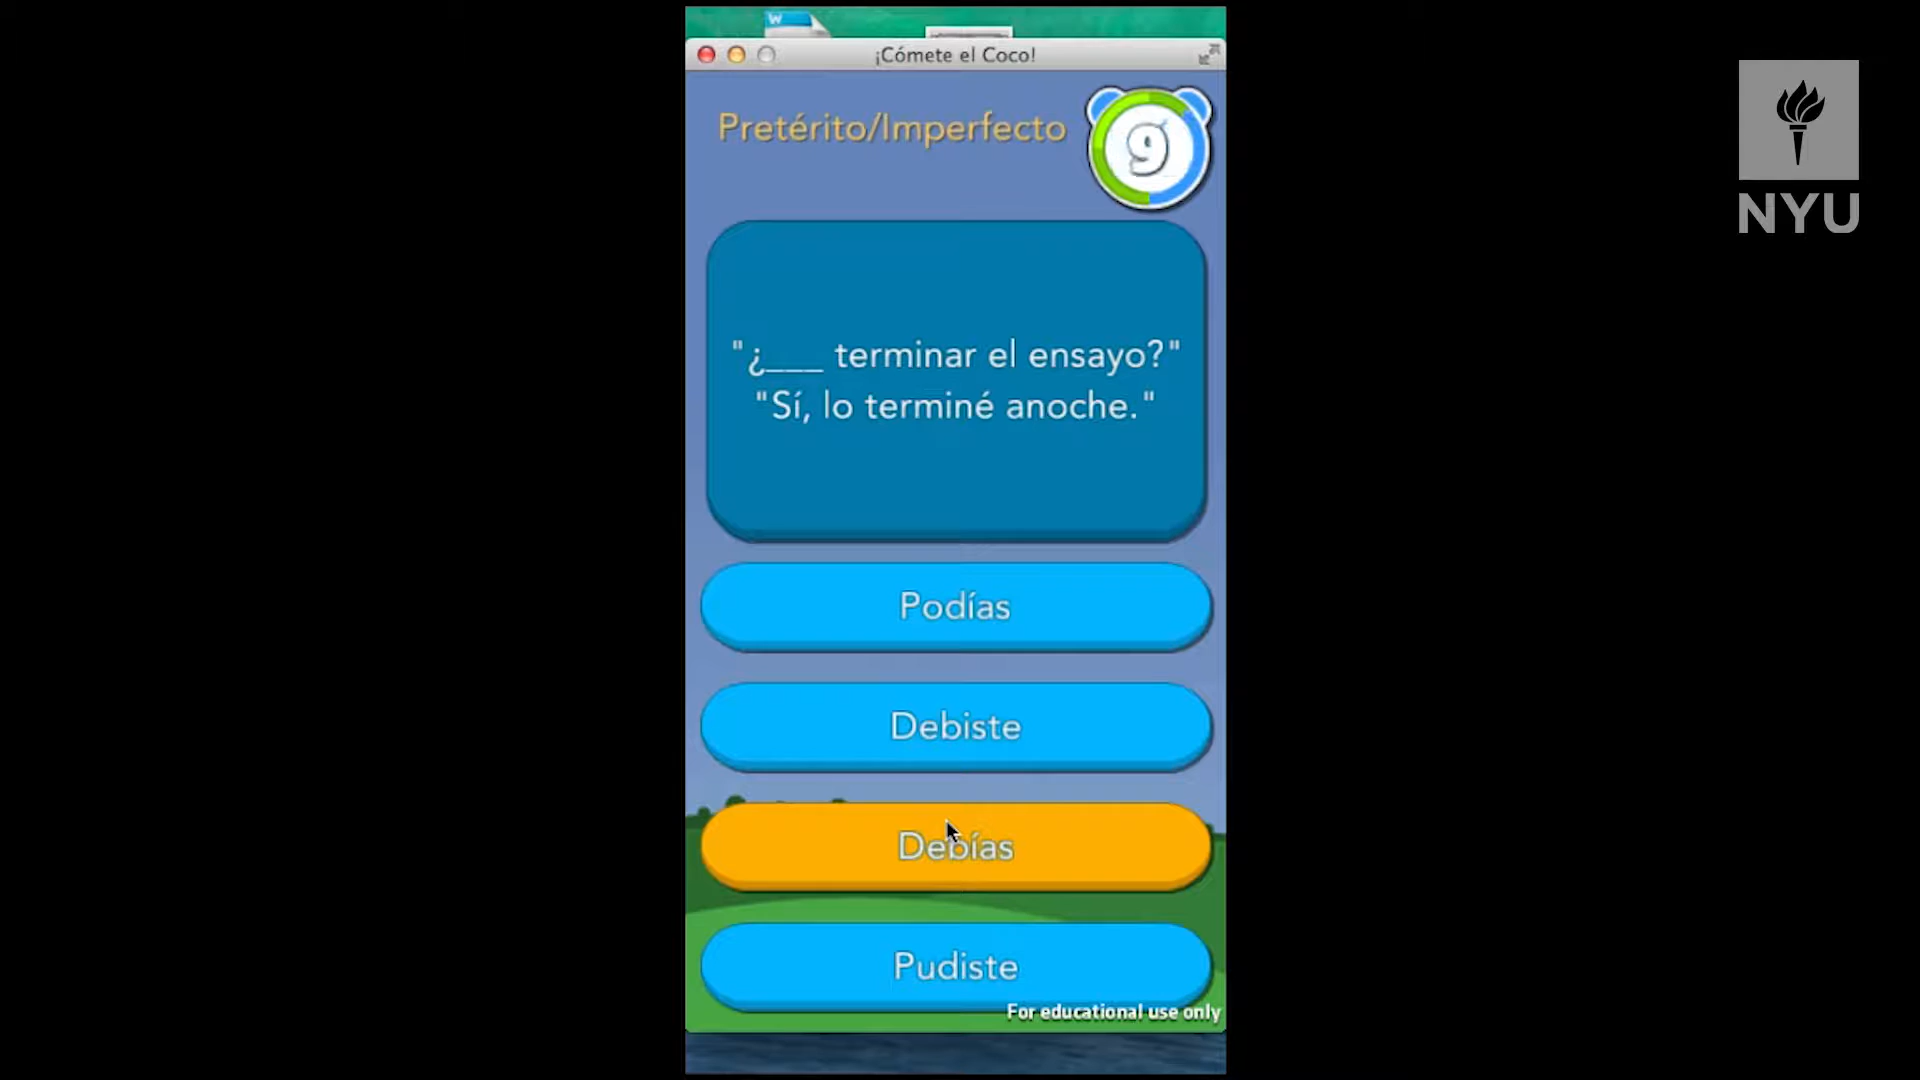 W
¡Cómete el Coco!
Pretérito/Imperfecto
9
NYU
"¿___ terminar el ensayo?"
"Sí, lo terminé anoche."
Podías
Debiste
Debías
Pudiste
For educational use only